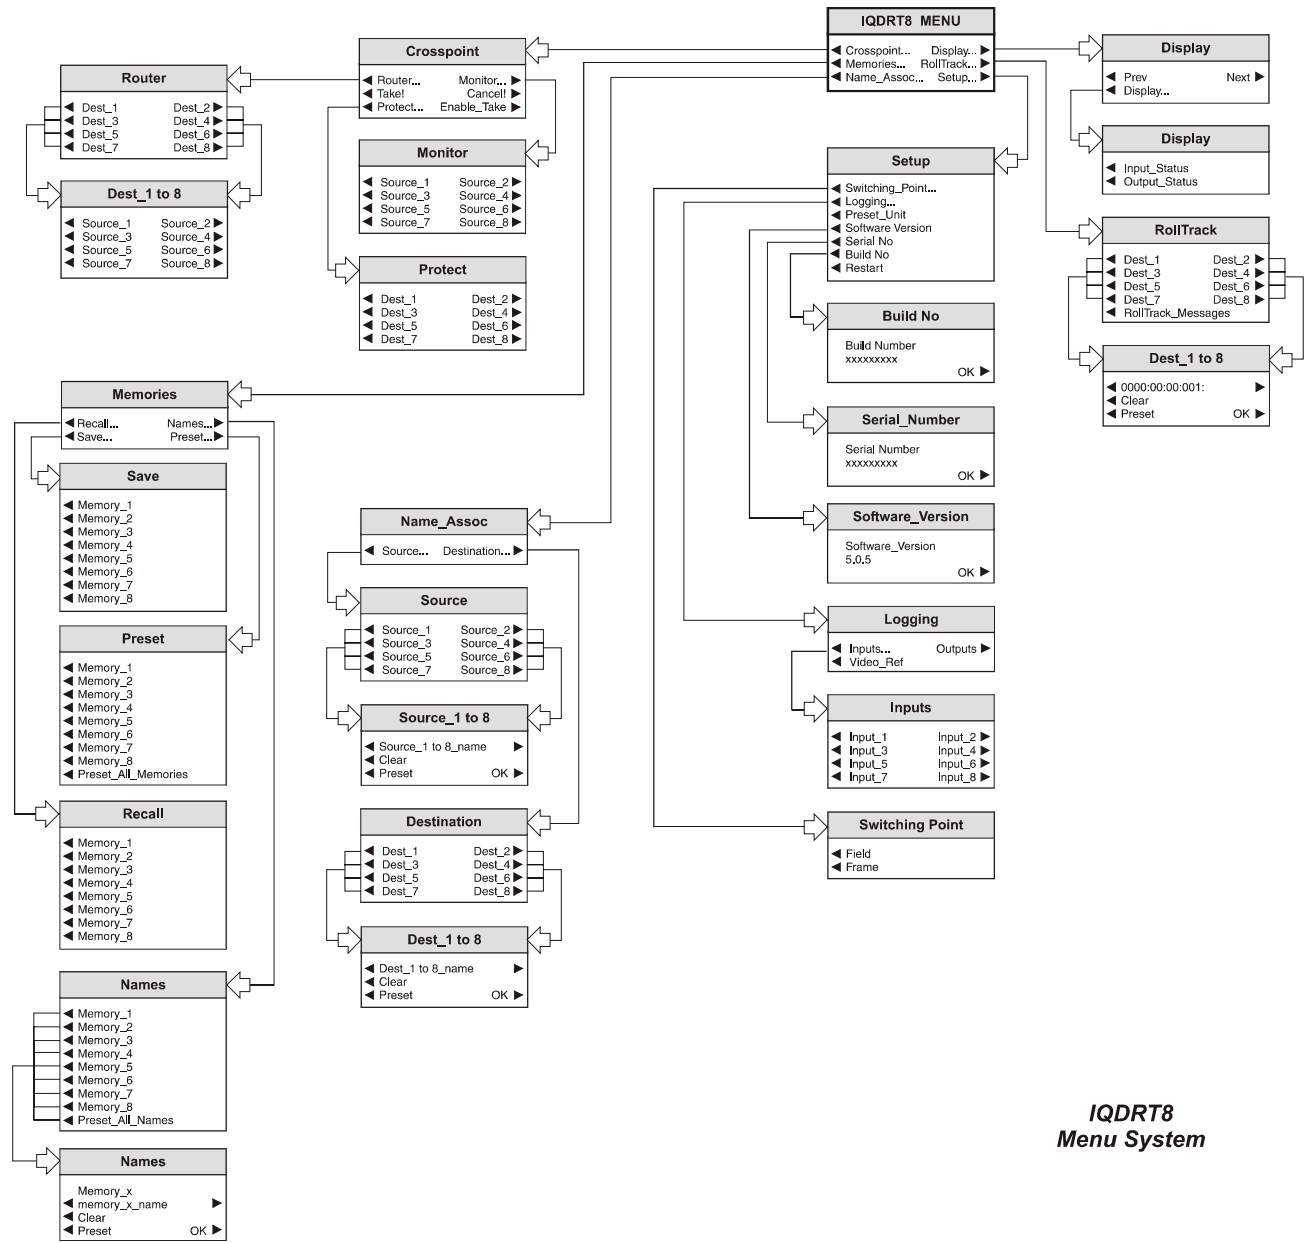 IQDRT8 MENU
Crosspoint... Display...
Memories... RollTrack...
Name_Assoc... Setup...
Crosspoint
Router... Monitor...
Take! Cancel!
Protect... Enable_Take
Router
Dest_1 Dest_2
Dest_3 Dest_4
Dest_5 Dest_6
Dest_7 Dest_8
Dest_1 to 8
Source_1 Source_2
Source_3 Source_4
Source_5 Source_6
Source_7 Source_8
Monitor
Source_1 Source_2
Source_3 Source_4
Source_5 Source_6
Source_7 Source_8
Protect
Dest_1 Dest_2
Dest_3 Dest_4
Dest_5 Dest_6
Dest_7 Dest_8
Memories
Recall... Names...
Save... Preset...
Save
Memory_1
Memory_2
Memory_3
Memory_4
Memory_5
Memory_6
Memory_7
Memory_8
Preset
Memory_1
Memory_2
Memory_3
Memory_4
Memory_5
Memory_6
Memory_7
Memory_8
Preset_All_Memories
Recall
Memory_1
Memory_2
Memory_3
Memory_4
Memory_5
Memory_6
Memory_7
Memory_8
Names
Memory_1
Memory_2
Memory_3
Memory_4
Memory_5
Memory_6
Memory_7
Memory_8
Preset_All_Names
Names
Memory_x
memory_x_name
Clear
Preset OK
Name_Assoc
Source... Destination...
Source
Source_1 Source_2
Source_3 Source_4
Source_5 Source_6
Source_7 Source_8
Source_1 to 8
Source_1 to 8_name
Clear
Preset OK
Destination
Dest_1 Dest_2
Dest_3 Dest_4
Dest_5 Dest_6
Dest_7 Dest_8
Dest_1 to 8
Dest_1 to 8_name
Clear
Preset OK
Setup
Switching_Point...
Logging...
Preset_Unit
Software Version
Serial No
Build No
Restart
Build No
Build Number
xxxxxxxxx
OK
Serial_Number
Serial Number
xxxxxxxxx
OK
Software_Version
Software_Version
5.0.5
OK
Logging
Inputs... Outputs
Video_Ref
Inputs
Input_1 Input_2
Input_3 Input_4
Input_5 Input_6
Input_7 Input_8
Switching Point
Field
Frame
Display
Prev Next
Display...
Display
Input_Status
Output_Status
RollTrack
Dest_1 Dest_2
Dest_3 Dest_4
Dest_5 Dest_6
Dest_7 Dest_8
RollTrack_Messages
Dest_1 to 8
0000:00:00:001:
Clear
Preset OK
IQDRT8
Menu System